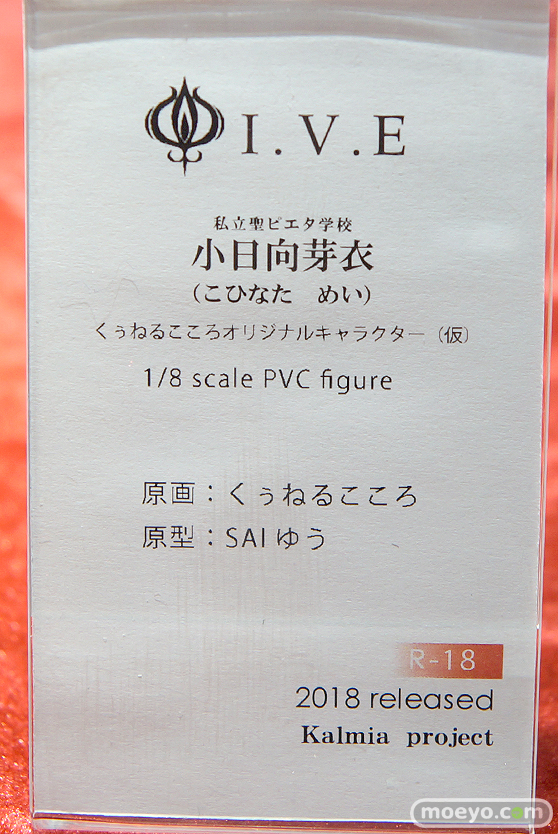 I.V.E
私立聖ピエタ学校
小日向芽衣
（こひなた　めい）
くぅねるこころオリジナルキャラクター（仮）
1/8 scale PVC figure
原画：くぅねるこころ
原型：SAIゆう
R-18
2018 released
Kalmia project
moeyo.com